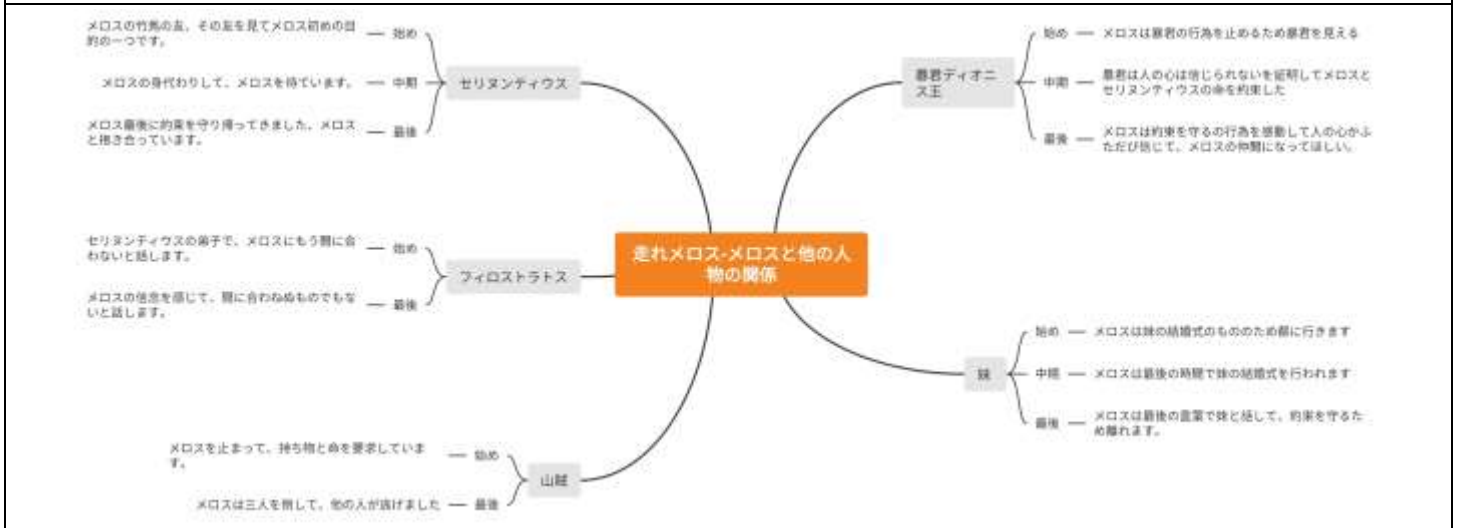 メロスの竹馬の友、その友を見てメロス初めの目
的の一つです。
始め
メロスの身代わりして、メロスを待ています。
中期
セリヌンティウス
メロス最後に約束を守り帰ってきました、メロス
と抱き合っています。
最後
セリヌンティウスの弟子で、メロスにもう間に合
わないと話します。
始め
フィロストラトス
メロスの信念を感じて、間に合わねぬものでもな
いと話します。
最後
メロスを止まって、持ち物と命を要求していま
す。
始め
山賊
メロスは三人を倒して、他の人が逃げました
最後
走れメロス-メロスと他の人
物の関係
暴君ディオニ
ス王
始め
メロスは暴君の行為を止めるため暴君を見える
中期
暴君は人の心は信じられないを証明してメロスと
セリヌンティウスの命を約束した
最後
メロスは約束を守るの行為を感動して人の心がふ
ただび信じて、メロスの仲間になってほしい。
妹
始め
メロスは妹の結婚式のもののため都に行きます
中期
メロスは最後の時間で妹の結婚式を行われます
最後
メロスは最後の言葉で妹と話して、約束を守るた
め離れます。